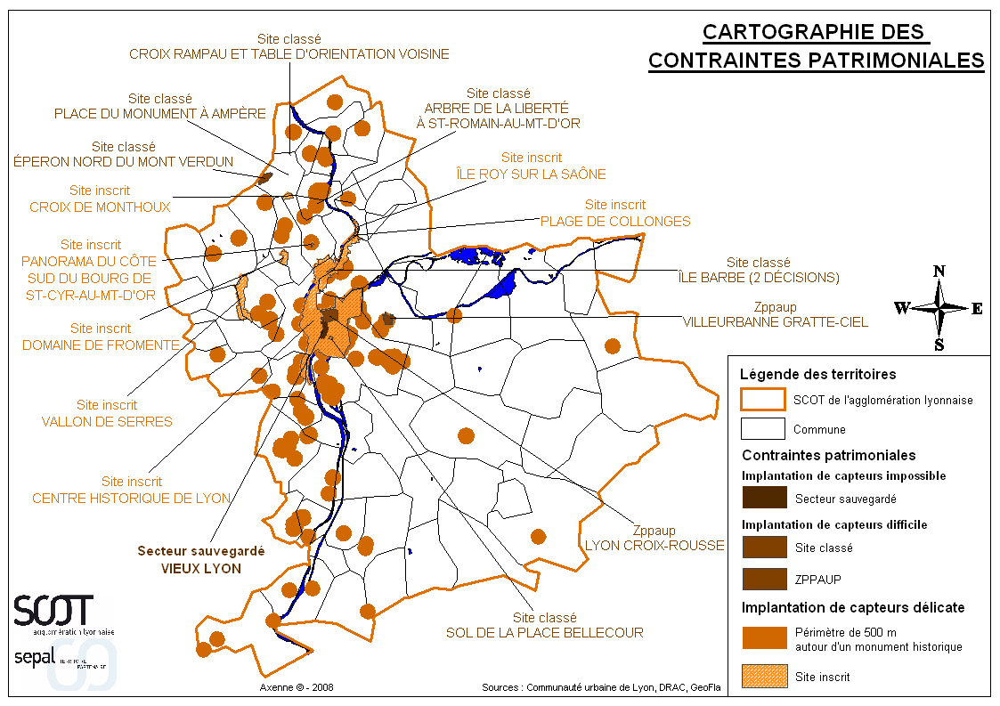 CARTOGRAPHIE DES
CONTRAINTES PATRIMONIALES
Site classé
CROIX RAMPAU ET TABLE D'ORIENTATION VOISINE
Site classé
PLACE DU MONUMENT À AMPÈRE
Site classé
ARBRE DE LA LIBERTÉ
À ST-ROMAIN-AU-MT-D'OR
Site classé
ÉPERON NORD DU MONT VERDUN
Site inscrit
ÎLE ROY SUR LA SAÔNE
Site inscrit
CROIX DE MONTHOUX
Site inscrit
PLAGE DE COLLONGES
Site inscrit
PANORAMA DU CÔTE
SUD DU BOURG DE
ST-CYR-AU-MT-D'OR
Site classé
ÎLE BARBE (2 DÉCISIONS)
Zppaup
VILLEURBANNE GRATTE-CIEL
Site inscrit
DOMAINE DE FROMENTE
Site inscrit
VALLON DE SERRES
Site inscrit
CENTRE HISTORIQUE DE LYON
Secteur sauvegardé
VIEUX LYON
Zppaup
LYON CROIX-ROUSSE
Site classé
SOL DE LA PLACE BELLECOUR
N
W
E
S
Légende des territoires
SCOT de l'agglomération lyonnaise
Commune
Contraintes patrimoniales
Implantation de capteurs impossible
Secteur sauvegardé
Implantation de capteurs difficile
Site classé
ZPPAUP
Implantation de capteurs délicate
Périmètre de 500 m
autour d'un monument historique
Site inscrit
SCOT
agglomération lyonnaise
sepal
TERRITOIRE
PARTENAIRE
Axenne © - 2008
Sources : Communauté urbaine de Lyon, DRAC, GeoFla